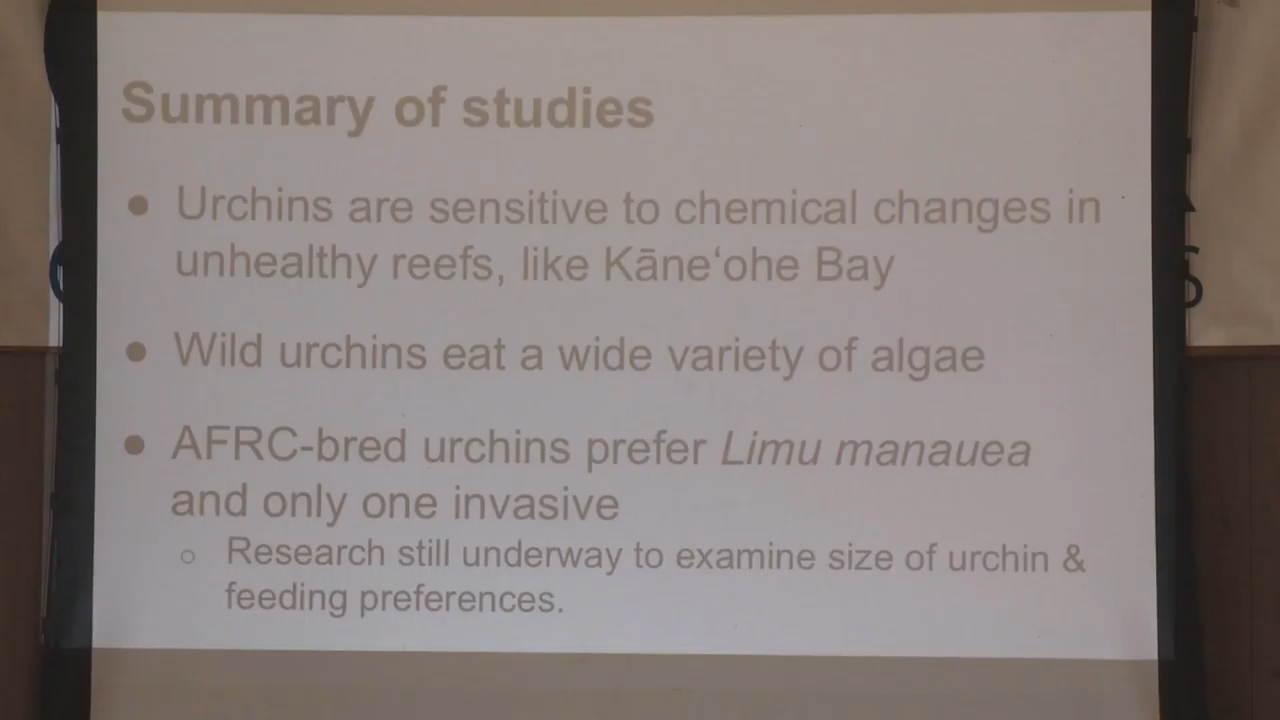 Summary of studies
● Urchins are sensitive to chemical changes in
unhealthy reefs, like Kāneʻohe Bay
● Wild urchins eat a wide variety of algae
● AFRC-bred urchins prefer Limu manauea
and only one invasive
○ Research still underway to examine size of urchin &
feeding preferences.